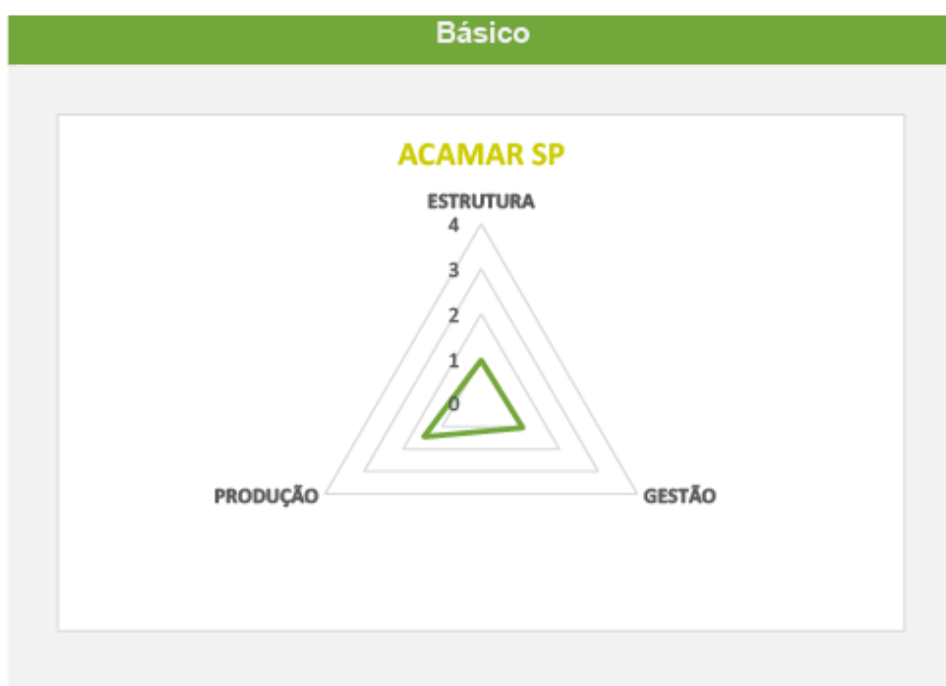 Básico
ACAMAR SP
ESTRUTURA
4
3
2
1
0
PRODUÇÃO
GESTÃO